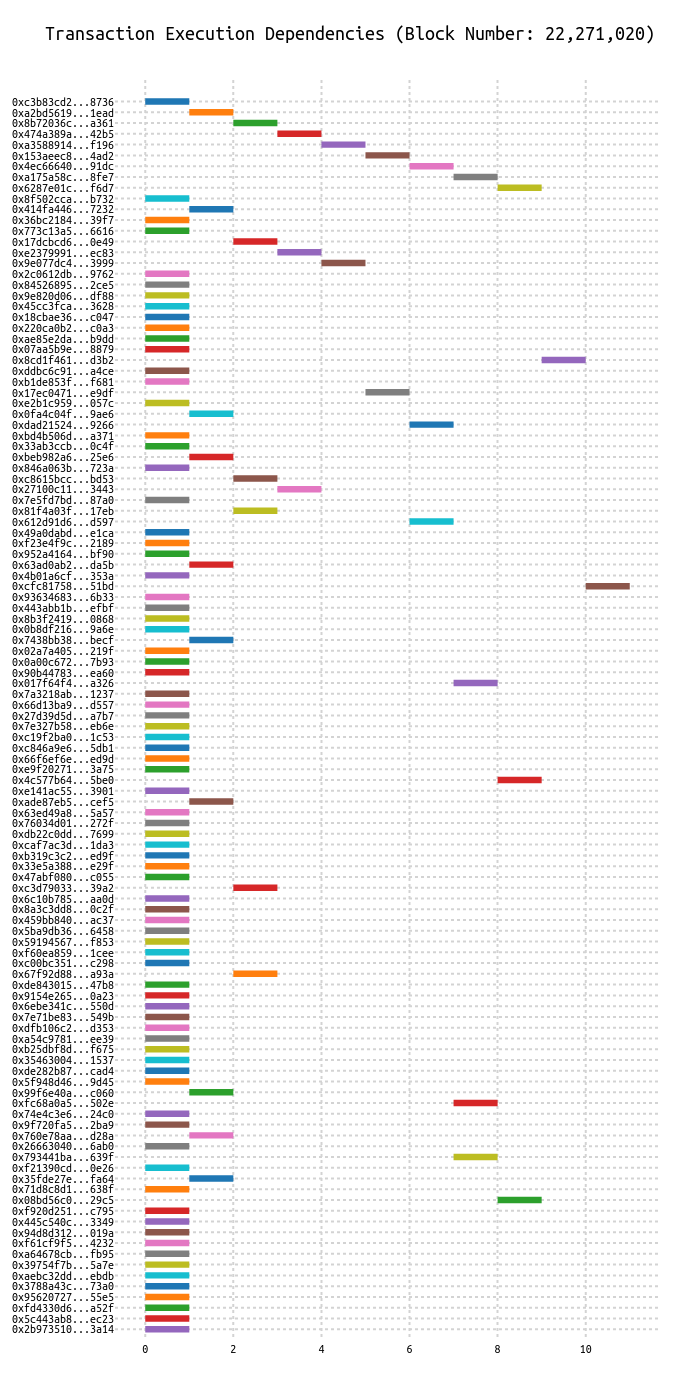 Transaction Execution Dependencies (Block Number: 22,271,020)
0xc3b83cd2...8736
0xa2bd5619...1ead
0x8b72036c...a361
0x474a389a...42b5
0xa3588914...f196
0x153aeec8...4ad2
0x4ec66640...91dc
0xa175a58c...8fe7
0x6287e01c...f6d7
0x8f502cca...b732
0x414fa446...7232
0x36bc2184...39f7
0x773c13a5...6616
0x17dcbcd6...0e49
0xe2379991...ec83
0x9e077dc4...3999
0x2c0612db...9762
0x84526895...2ce5
0x9e820d06...df88
0x45cc3fca...3628
0x18cbae36...c047
0x220ca0b2...c0a3
0xae85e2da...b9dd
0x07aa5b9e...8879
0x8cd1f461...d3b2
0xddbc6c91...a4ce
0xb1de853f...f681
0x17ec0471...e9df
0xe2b1c959...057c
0x0fa4c04f...9ae6
0xdad21524...9266
0xbd4b506d...a371
0x33ab3ccb...0c4f
0xbeb982a6...25e6
0x846a063b...723a
0xc8615bcc...bd53
0x27100c11...3443
0x7e5fd7bd...87a0
0x81f4a03f...17eb
0x612d91d6...d597
0x49a0dabd...e1ca
0xf23e4f9c...2189
0x952a4164...bf90
0x63ad0ab2...da5b
0x4b01a6cf...353a
0xcfc81758...51bd
0x93634683...6b33
0x443abb1b...efbf
0x8b3f2419...0868
0x0b8df216...9a6e
0x7438bb38...becf
0x02a7a405...219f
0x0a00c672...7b93
0x90b44783...ea60
0x017f64f4...a326
0x7a3218ab...1237
0x66d13ba9...d557
0x27d39d5d...a7b7
0x7e327b58...eb6e
0xc19f2ba0...1c53
0xc846a9e6...5db1
0x66f6ef6e...ed9d
0xe9f20271...3a75
0x4c577b64...5be0
0xe141ac55...3901
0xade87eb5...cef5
0x63ed49a8...5a57
0x76034d01...272f
0xdb22c0dd...7699
0xcaf7ac3d...1da3
0xb319c3c2...ed9f
0x33e5a388...e29f
0x47abf080...c055
0xc3d79033...39a2
0x6c10b785...aa0d
0x8a3c3dd8...0c2f
0x459bb840...ac37
0x5ba9db36...6458
0x59194567...f853
0xf60ea859...1cee
0xc00bc351...c298
0x67f92d88...a93a
0xde843015...47b8
0x9154e265...0a23
0x6ebe341c...550d
0x7e71be83...549b
0xdfb106c2...d353
0xa54c9781...ee39
0xb25dbf8d...f675
0x35463004...1537
0xde282b87...cad4
0x5f948d46...9d45
0x99f6e40a...c060
0xfc68a0a5...502e
0x74e4c3e6...24c0
0x9f720fa5...2ba9
0x760e78aa...d28a
0x26663040...6ab0
0x793441ba...639f
0xf21390cd...0e26
0x35fde27e...fa64
0x71d8c8d1...638f
0x08bd56c0...29c5
0xf920d251...c795
0x445c540c...3349
0x94d8d312...019a
0xf61cf9f5...4232
0xa64678cb...fb95
0x39754f7b...5a7e
0xaebc32dd...ebdb
0x3788a43c...73a0
0x95620727...55e5
0xfd4330d6...a52f
0x5c443ab8...ec23
0x2b973510...3a14
0 2 4 6 8 10